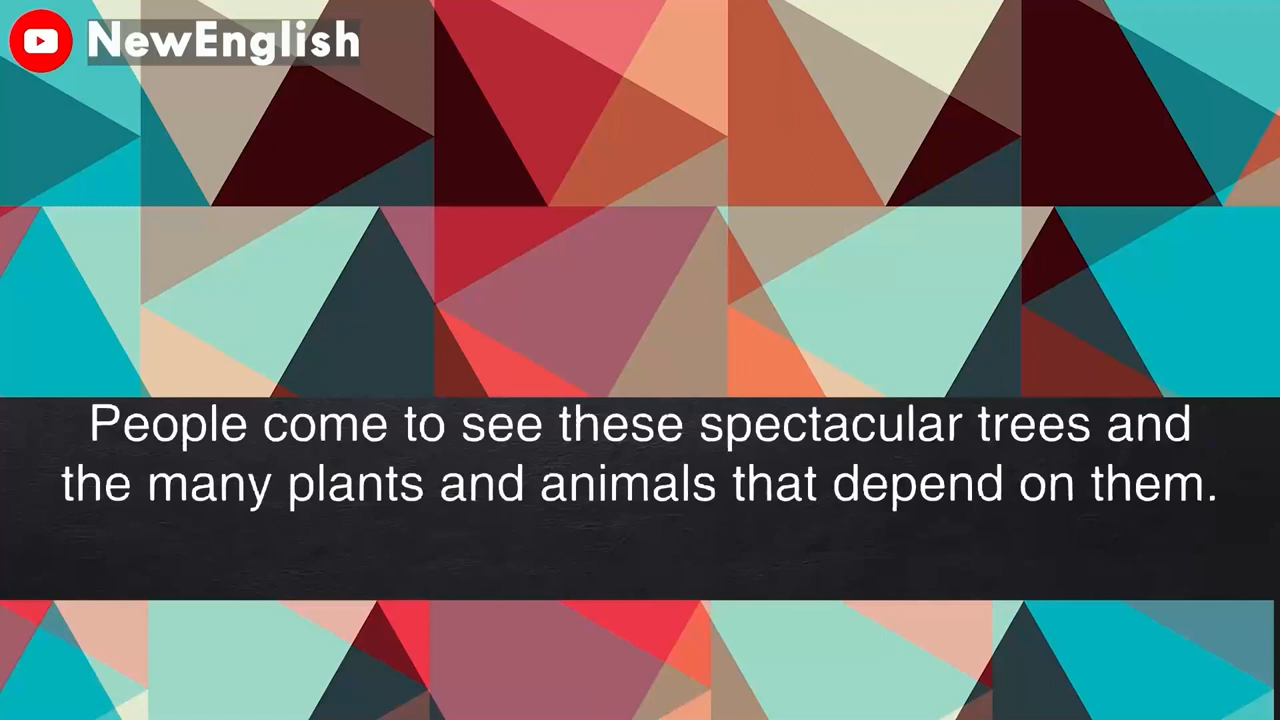 NewEnglish
People come to see these spectacular trees and
the many plants and animals that depend on them.